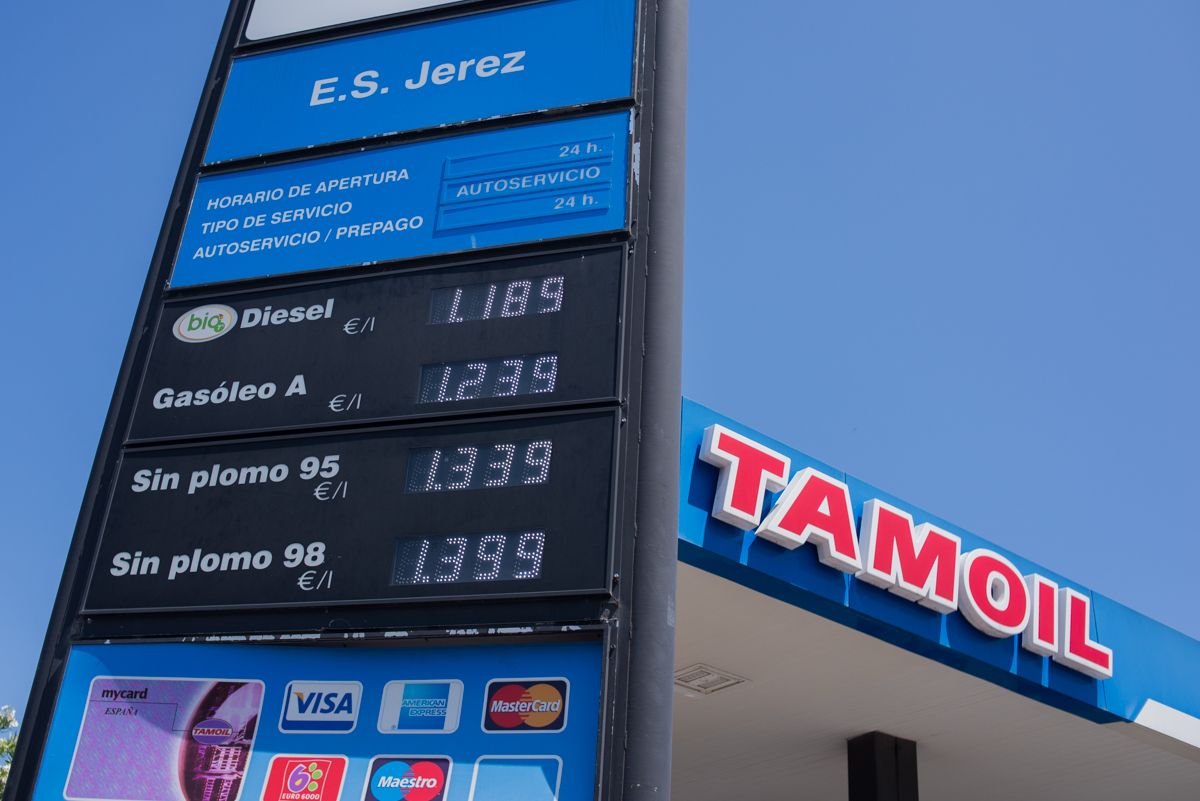 E.S. Jerez
HORARIO DE APERTURA 24 h.
TIPO DE SERVICIO AUTOSERVICIO
AUTOSERVICIO / PREPAGO 24 h.
bio Diesel €/l 1.189
Gasóleo A €/l 1.239
Sin plomo 95 €/l 1.339
Sin plomo 98 €/l 1.399
TAMOIL
mycard
ESPAÑA
TAMOIL
VISA
AMERICAN EXPRESS
MasterCard
6
EURO 6000
Maestro